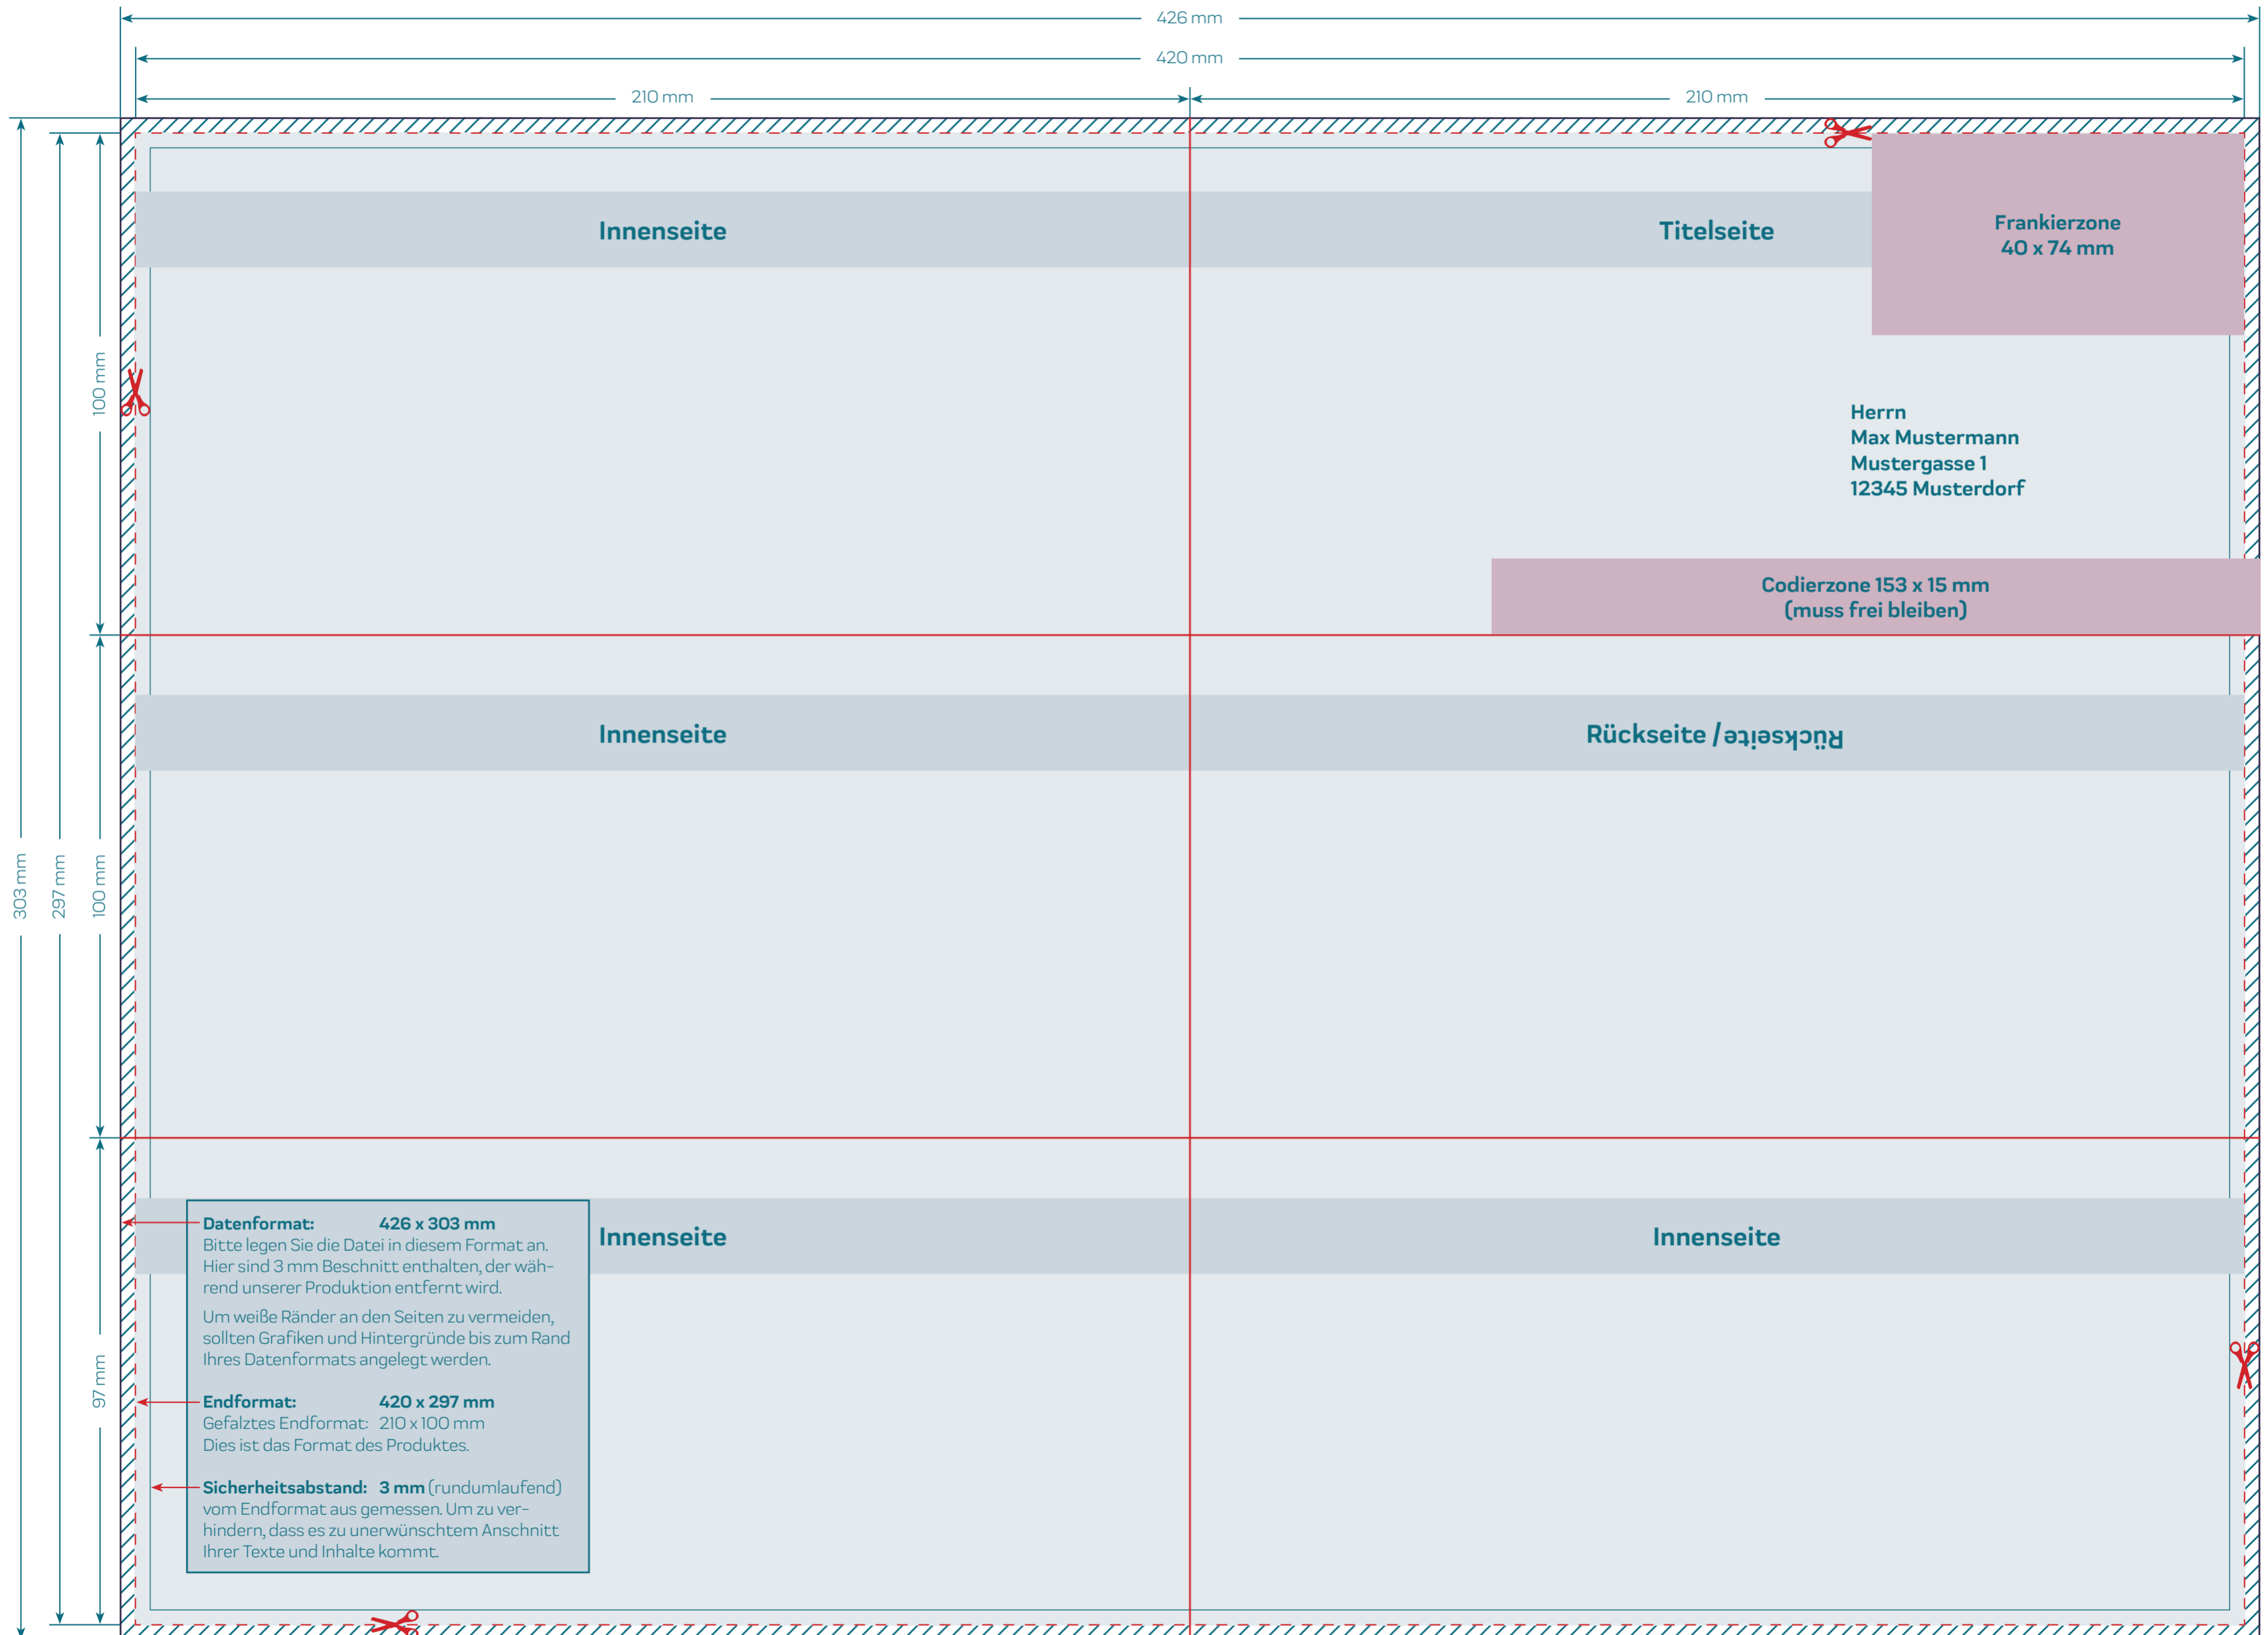 426 mm
420 mm
210 mm
210 mm
Innenseite
Titelseite
Frankierzone
40 x 74 mm
100 mm
Herrn
Max Mustermann
Mustergasse 1
12345 Musterdorf
Codierzone 153 x 15 mm
(muss frei bleiben)
Innenseite
Rückseite / Rückseite
303 mm
297 mm
100 mm
Innenseite
Innenseite
97 mm
Datenformat: 426 x 303 mm
Bitte legen Sie die Datei in diesem Format an.
Hier sind 3 mm Beschnitt enthalten, der wäh-
rend unserer Produktion entfernt wird.
Um weiße Ränder an den Seiten zu vermeiden,
sollten Grafiken und Hintergründe bis zum Rand
Ihres Datenformats angelegt werden.
Endformat: 420 x 297 mm
Gefalztes Endformat: 210 x 100 mm
Dies ist das Format des Produktes.
Sicherheitsabstand: 3 mm (rundumlaufend)
vom Endformat aus gemessen. Um zu ver-
hindern, dass es zu unerwünschtem Anschnitt
Ihrer Texte und Inhalte kommt.